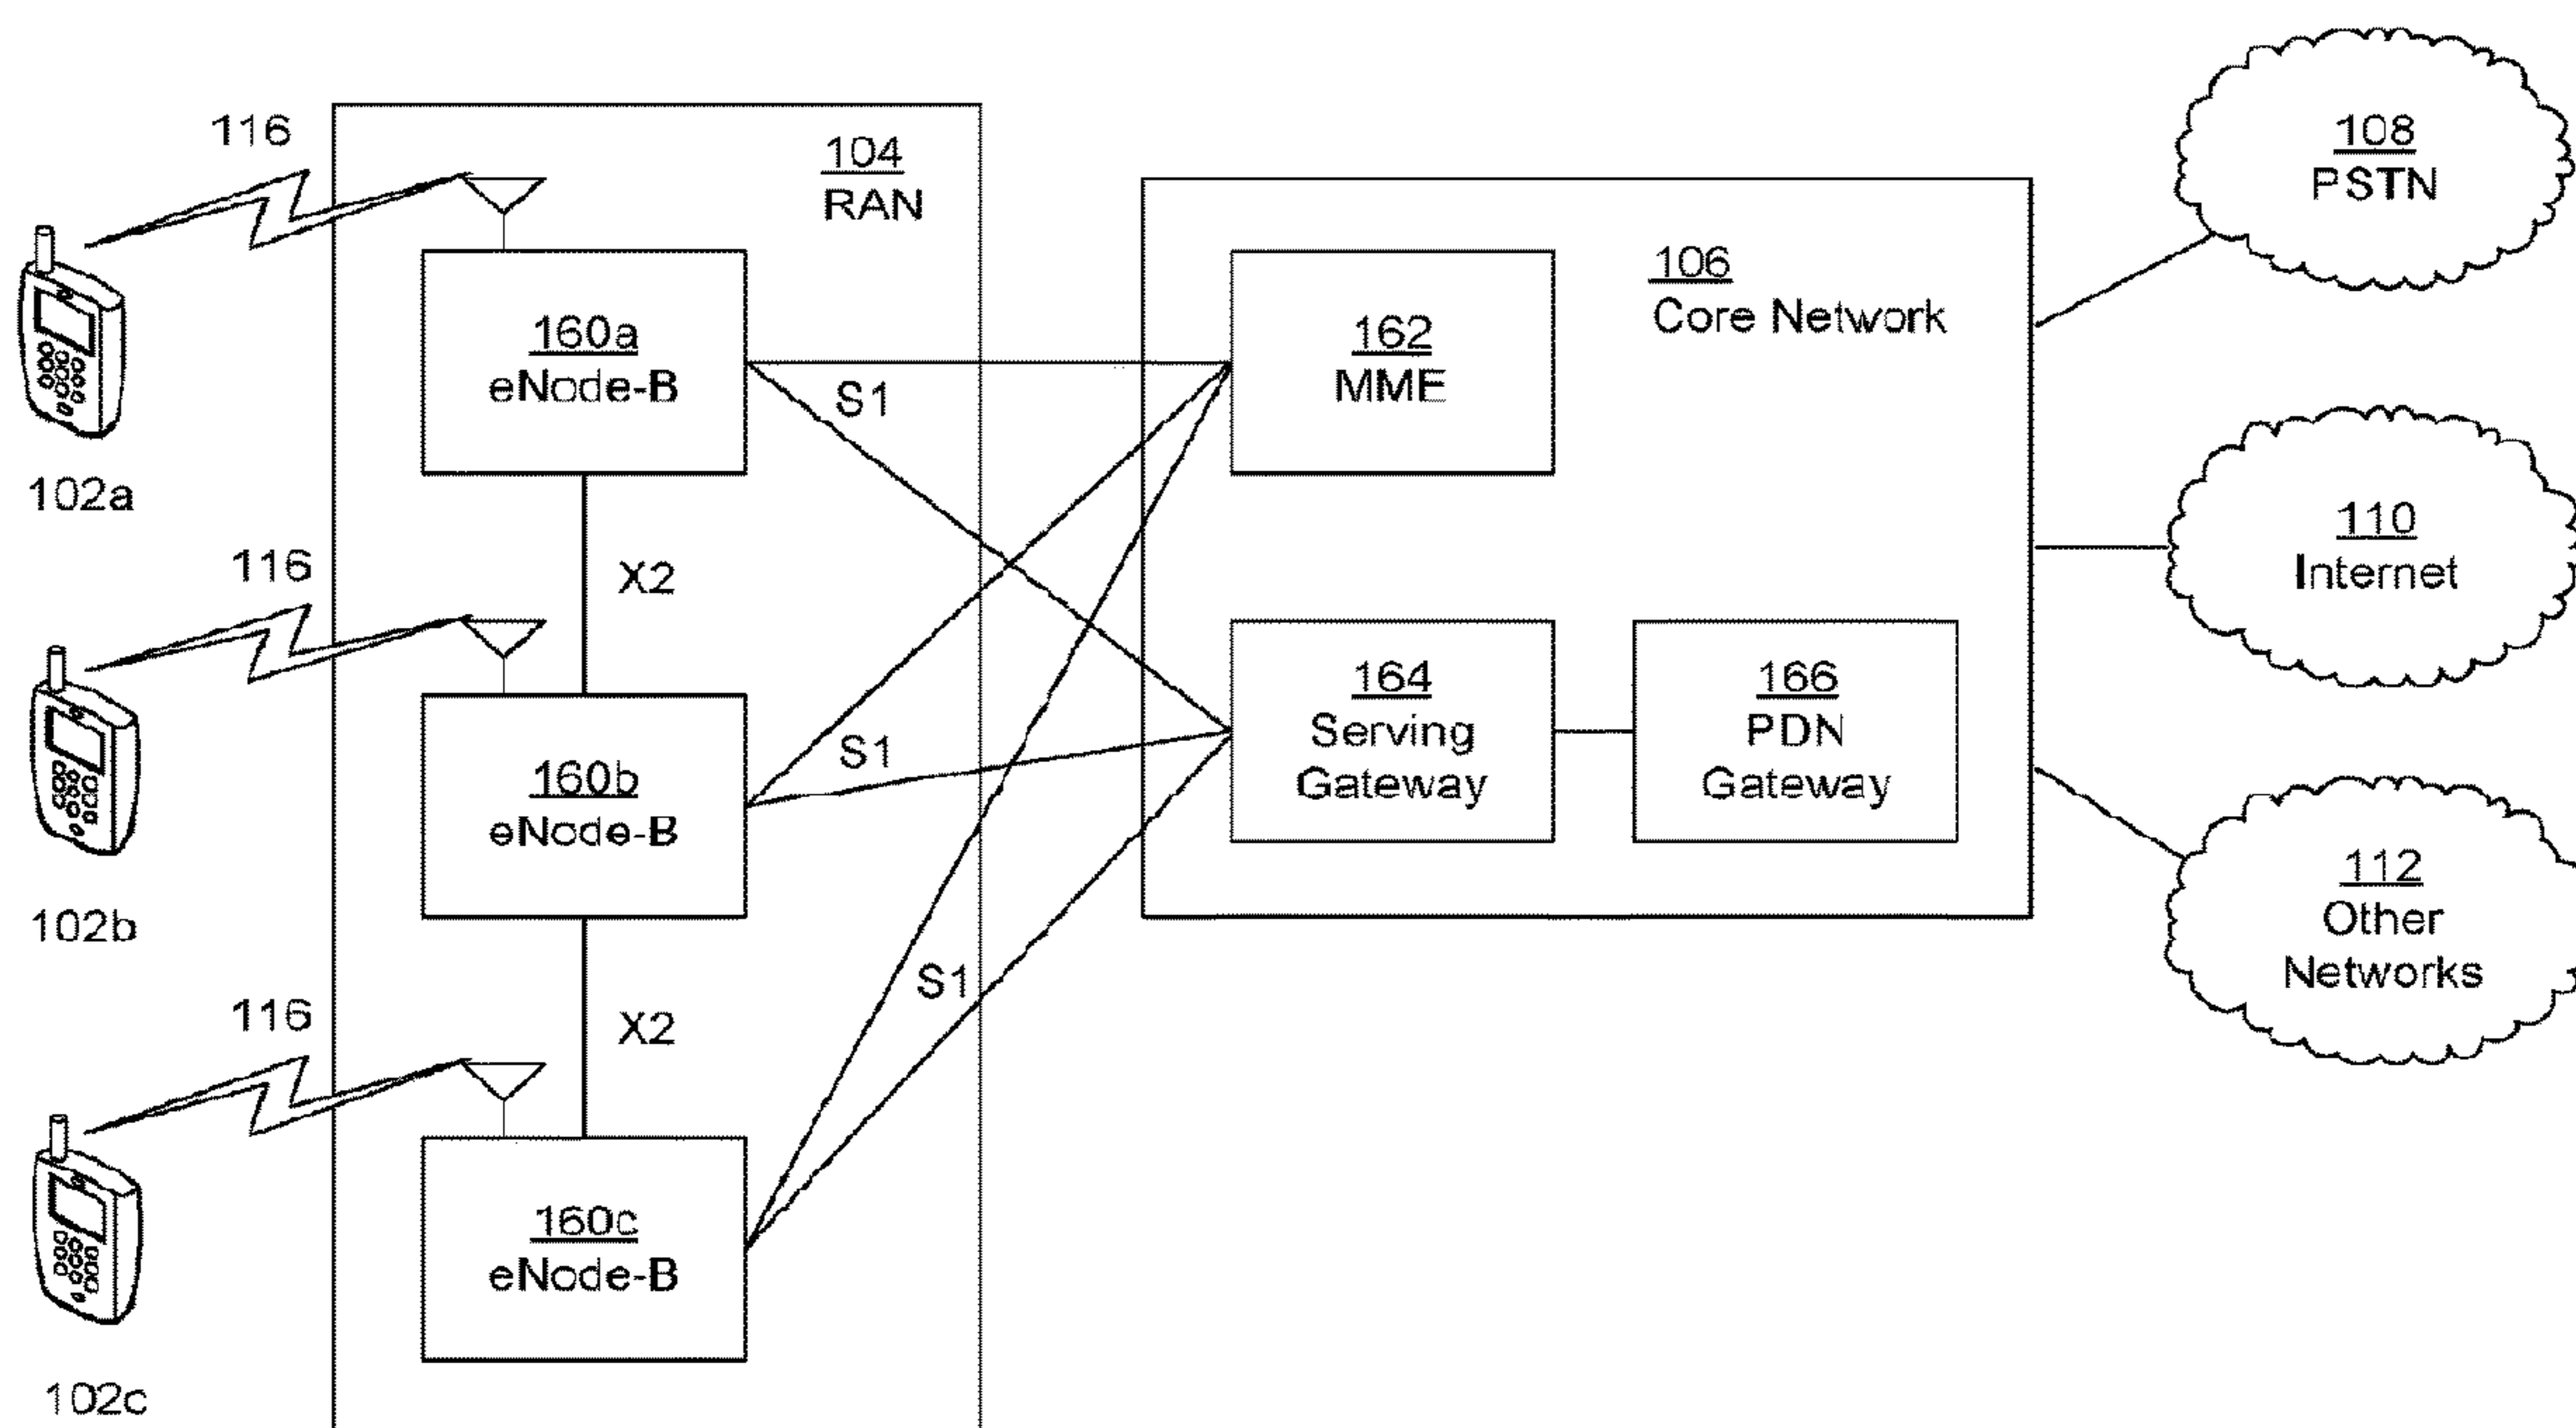 116
104
RAN
160a
eNode-B
S1
102a
116
X2
160b
eNode-B
S1
102b
116
X2
S1
160c
eNode-B
102c
106
Core Network
162
MME
164
Serving
Gateway
166
PDN
Gateway
108
PSTN
110
Internet
112
Other
Networks